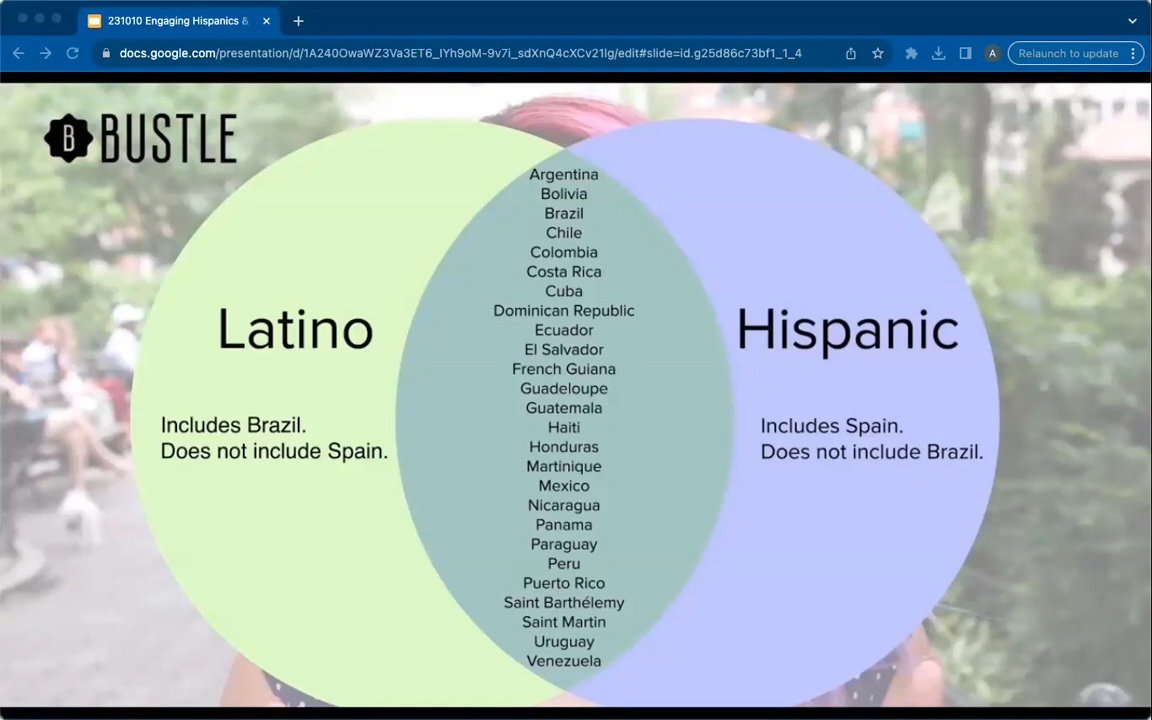 231010 Engaging Hispanics &
docs.google.com/presentation/d/1A240OwaWZ3Va3ET6_IYh9oM-9v7i_sdXnQ4cXCv21lg/edit#slide=id.g25d86c73bf1_1_4
A
Relaunch to update
B BUSTLE
Latino
Includes Brazil.
Does not include Spain.
Argentina
Bolivia
Brazil
Chile
Colombia
Costa Rica
Cuba
Dominican Republic
Ecuador
El Salvador
French Guiana
Guadeloupe
Guatemala
Haiti
Honduras
Martinique
Mexico
Nicaragua
Panama
Paraguay
Peru
Puerto Rico
Saint Barthélemy
Saint Martin
Uruguay
Venezuela
Hispanic
Includes Spain.
Does not include Brazil.